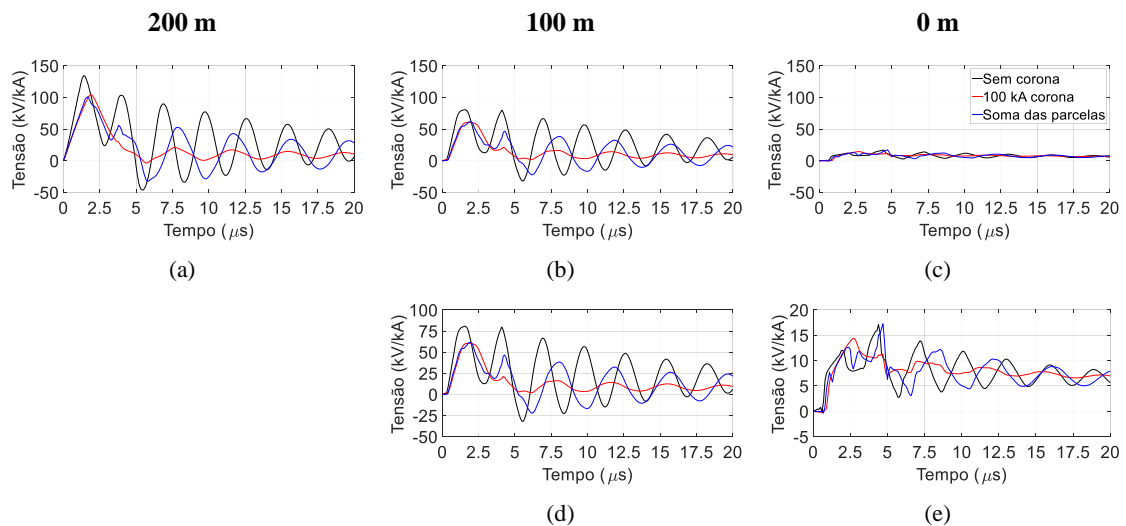 200 m
100 m
0 m
Tensão (kV/kA)
150
100
50
0
-50
0 2.5 5 7.5 10 12.5 15 17.5 20
Tempo (μs)
(a)
Tensão (kV/kA)
150
100
50
0
-50
0 2.5 5 7.5 10 12.5 15 17.5 20
Tempo (μs)
(b)
Tensão (kV/kA)
150
100
50
0
-50
Sem corona
100 kA corona
Soma das parcelas
0 2.5 5 7.5 10 12.5 15 17.5 20
Tempo (μs)
(c)
Tensão (kV/kA)
100
75
50
25
0
-25
-50
0 2.5 5 7.5 10 12.5 15 17.5 20
Tempo (μs)
(d)
Tensão (kV/kA)
20
15
10
5
0
-5
0 2.5 5 7.5 10 12.5 15 17.5 20
Tempo (μs)
(e)